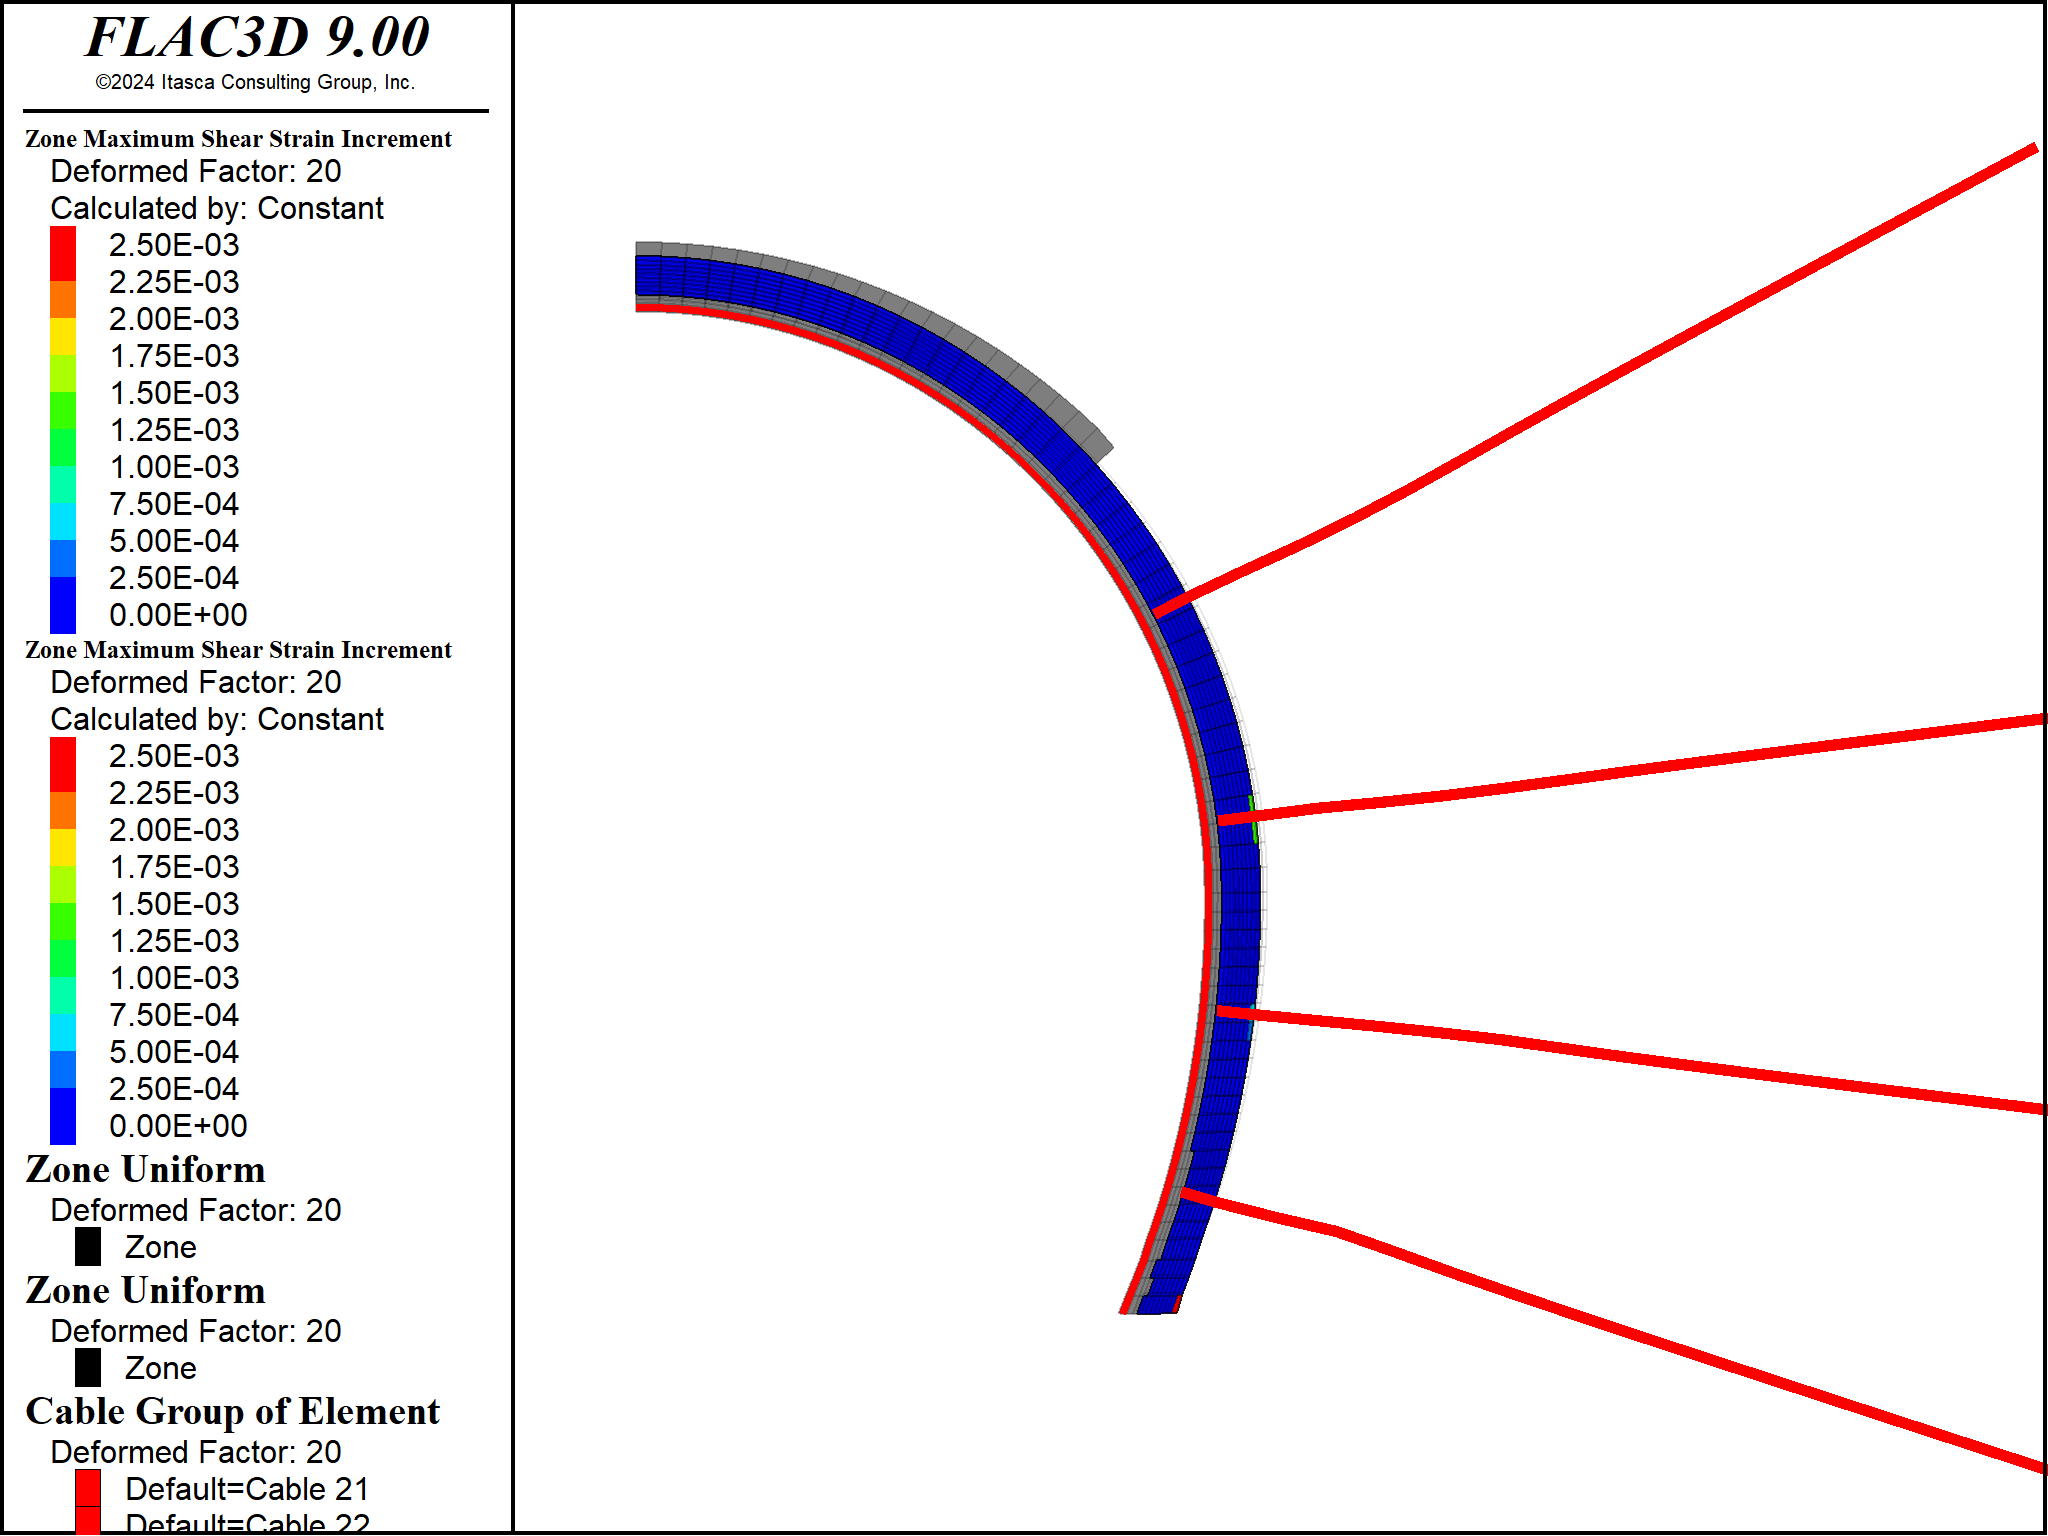 FLAC3D 9.00
©2024 Itasca Consulting Group, Inc.
Zone Maximum Shear Strain Increment
Deformed Factor: 20
Calculated by: Constant
2.50E-03
2.25E-03
2.00E-03
1.75E-03
1.50E-03
1.25E-03
1.00E-03
7.50E-04
5.00E-04
2.50E-04
0.00E+00
Zone Maximum Shear Strain Increment
Deformed Factor: 20
Calculated by: Constant
2.50E-03
2.25E-03
2.00E-03
1.75E-03
1.50E-03
1.25E-03
1.00E-03
7.50E-04
5.00E-04
2.50E-04
0.00E+00
Zone Uniform
Deformed Factor: 20
Zone
Zone Uniform
Deformed Factor: 20
Zone
Cable Group of Element
Deformed Factor: 20
Default=Cable 21
Default=Cable 22